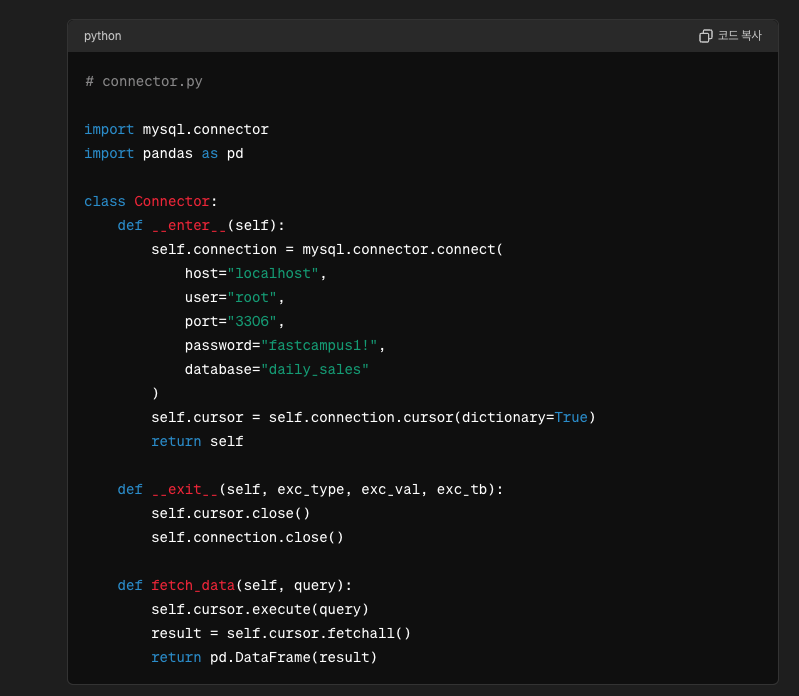 python
코드 복사
# connector.py
import mysql.connector
import pandas as pd
class Connector:
    def __enter__(self):
        self.connection = mysql.connector.connect(
            host="localhost",
            user="root",
            port="3306",
            password="fastcampus1!",
            database="daily_sales"
        )
        self.cursor = self.connection.cursor(dictionary=True)
        return self
    def __exit__(self, exc_type, exc_val, exc_tb):
        self.cursor.close()
        self.connection.close()
    def fetch_data(self, query):
        self.cursor.execute(query)
        result = self.cursor.fetchall()
        return pd.DataFrame(result)